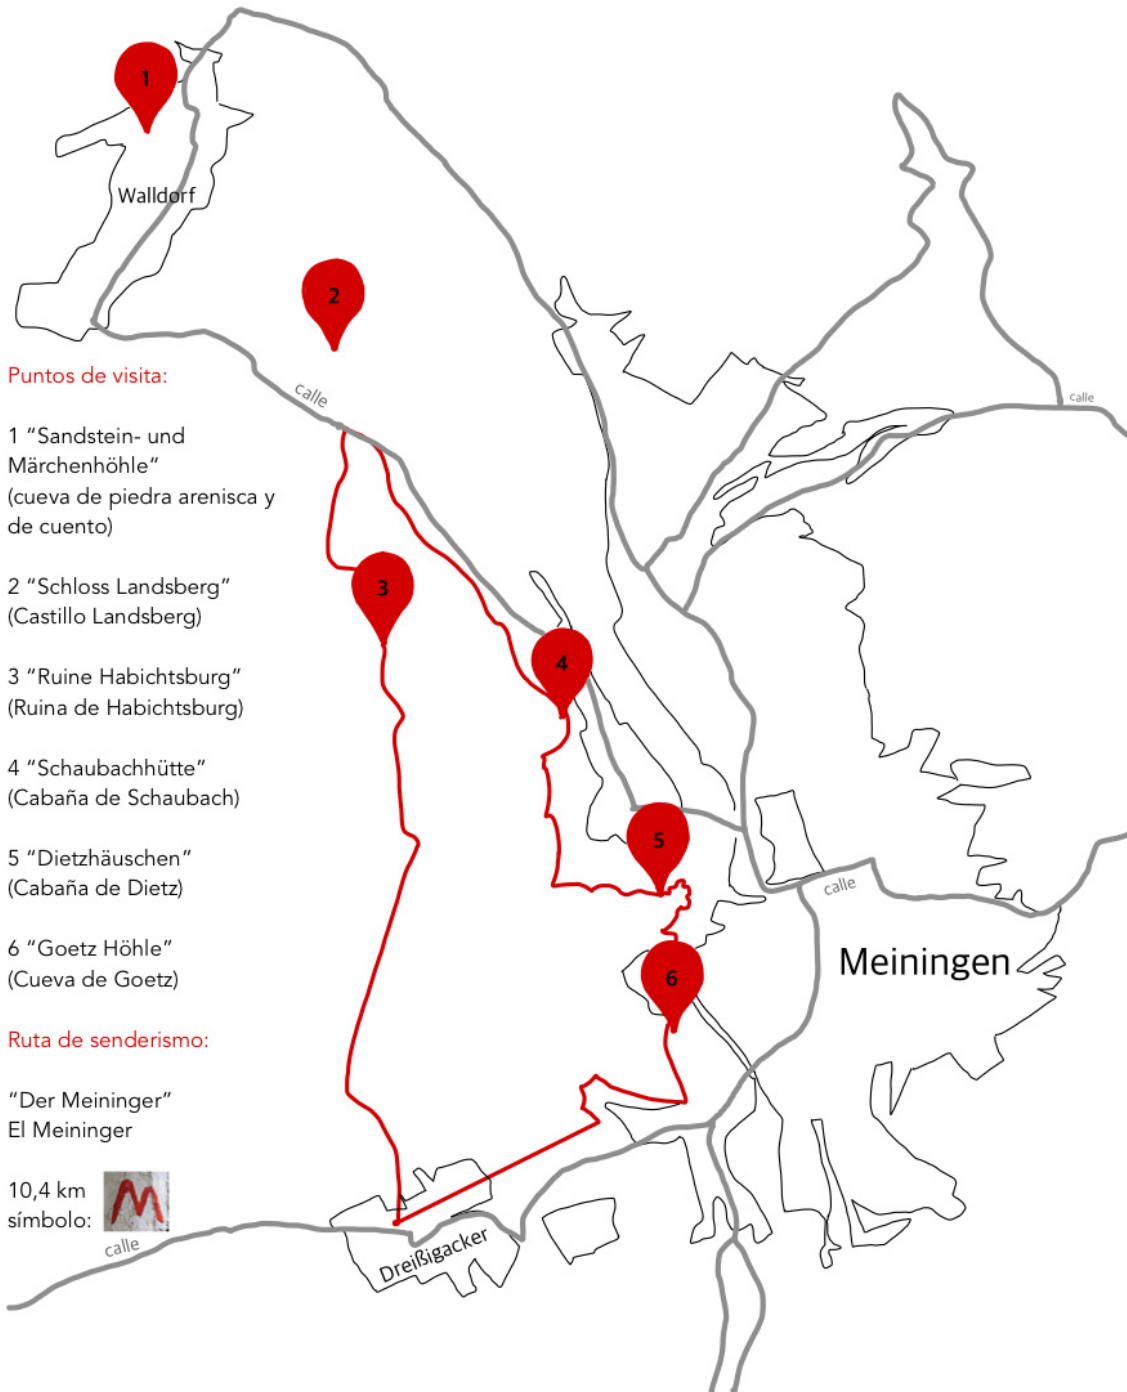 1
Walldorf
2
Puntos de visita:
calle
calle
1 “Sandstein- und
Märchenhöhle”
(cueva de piedra arenisca y
de cuento)
2 “Schloss Landsberg”
(Castillo Landsberg)
3
3 “Ruine Habichtsburg”
(Ruina de Habichtsburg)
4
4 “Schaubachhütte”
(Cabaña de Schaubach)
5
5 “Dietzhäuschen”
(Cabaña de Dietz)
calle
6 “Goetz Höhle”
(Cueva de Goetz)
6
Meiningen
Ruta de senderismo:
“Der Meininger”
El Meininger
10,4 km
símbolo:
M
calle
Dreißigacker